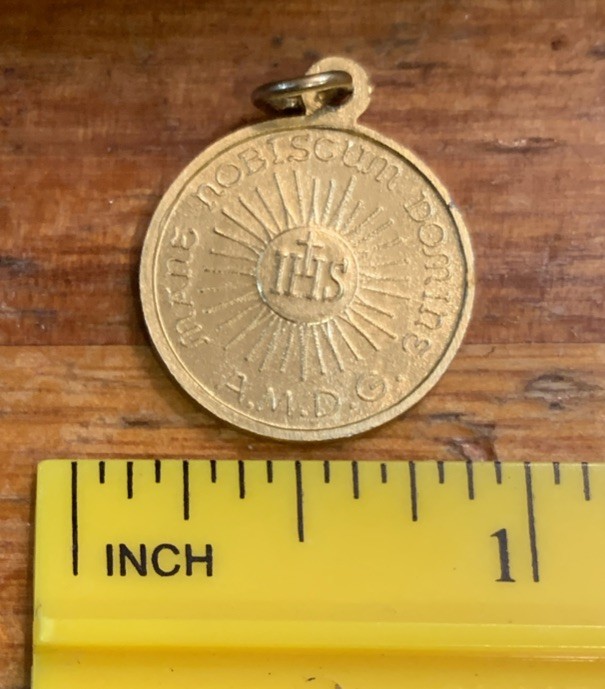 MANE NOBISCUM DOMINE
IHS
A.M.D.G.
INCH
1